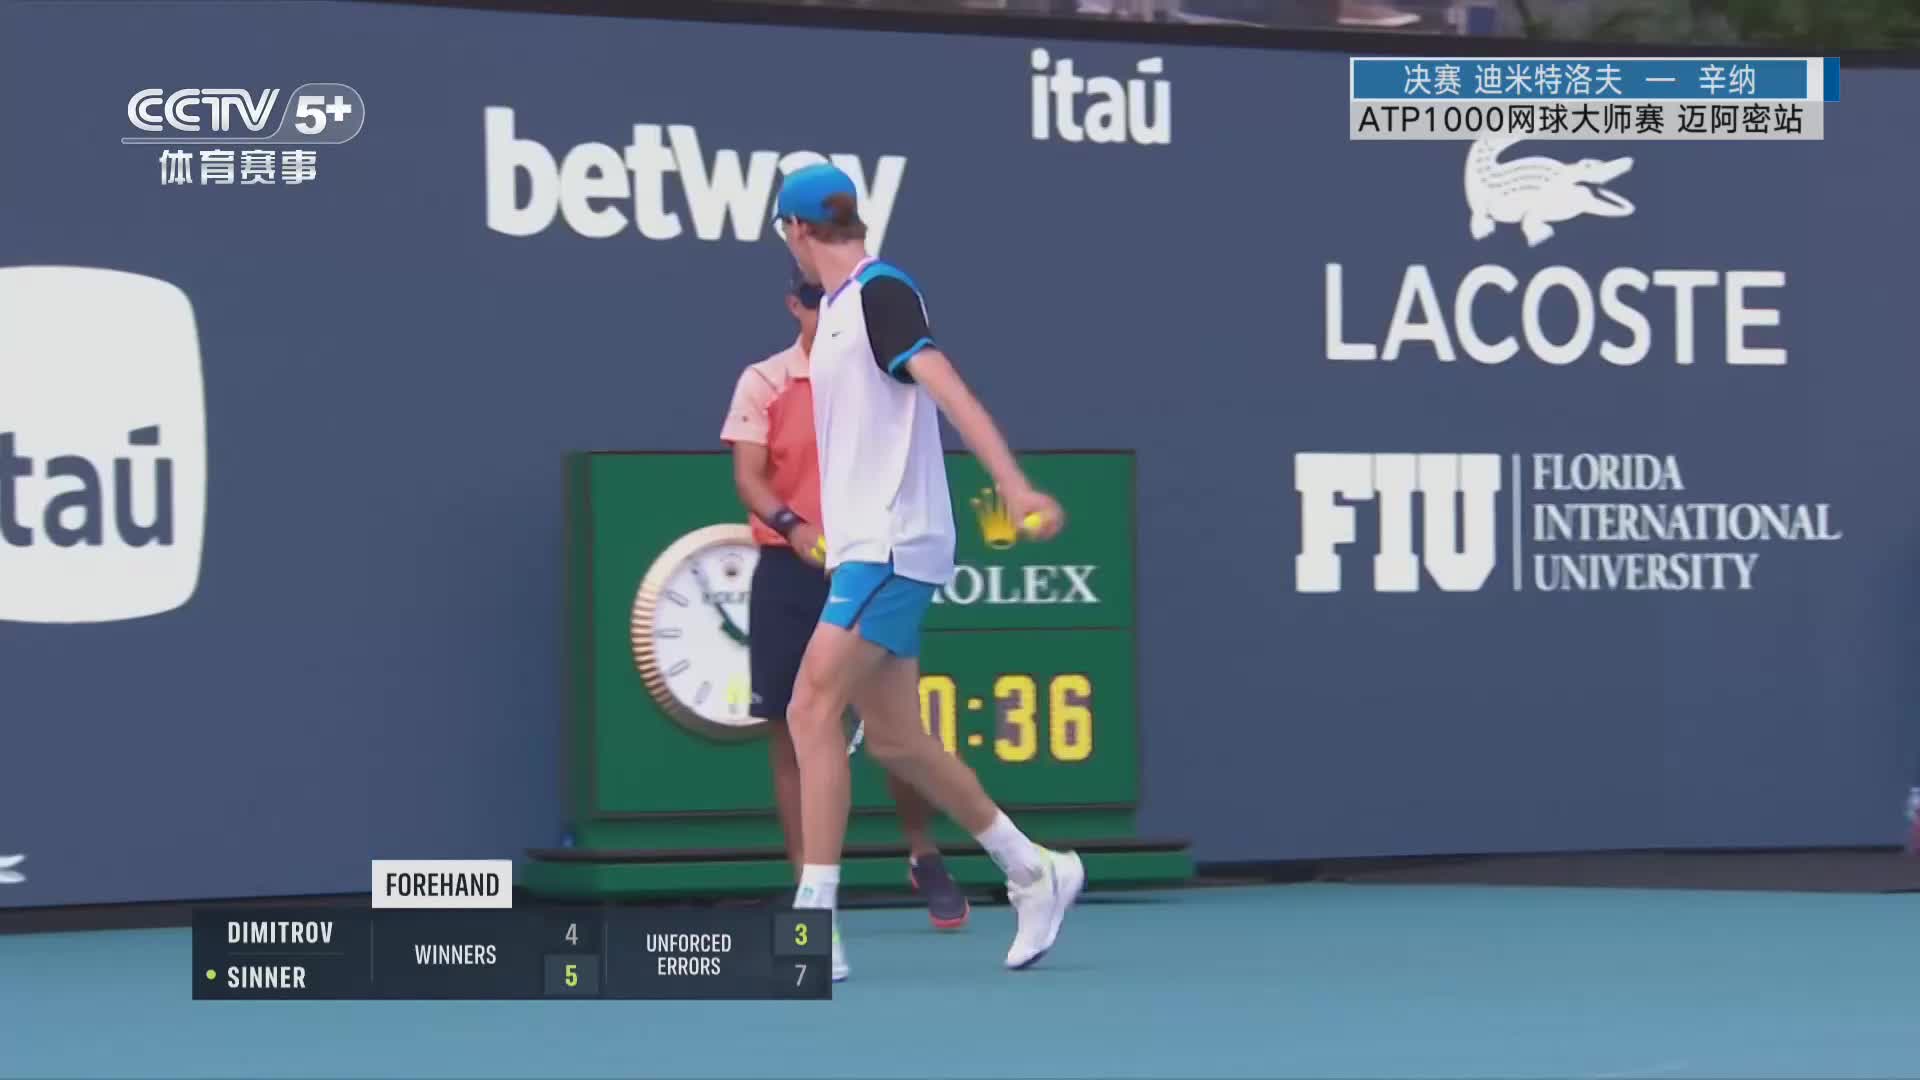 CCTV 5+
体育赛事
betway
itaú
决赛 迪米特洛夫 — 辛纳
ATP1000网球大师赛 迈阿密站
LACOSTE
taú
FIU
FLORIDA
INTERNATIONAL
UNIVERSITY
OLEX
0:36
FOREHAND
DIMITROV
SINNER
WINNERS
4
5
UNFORCED
ERRORS
3
7